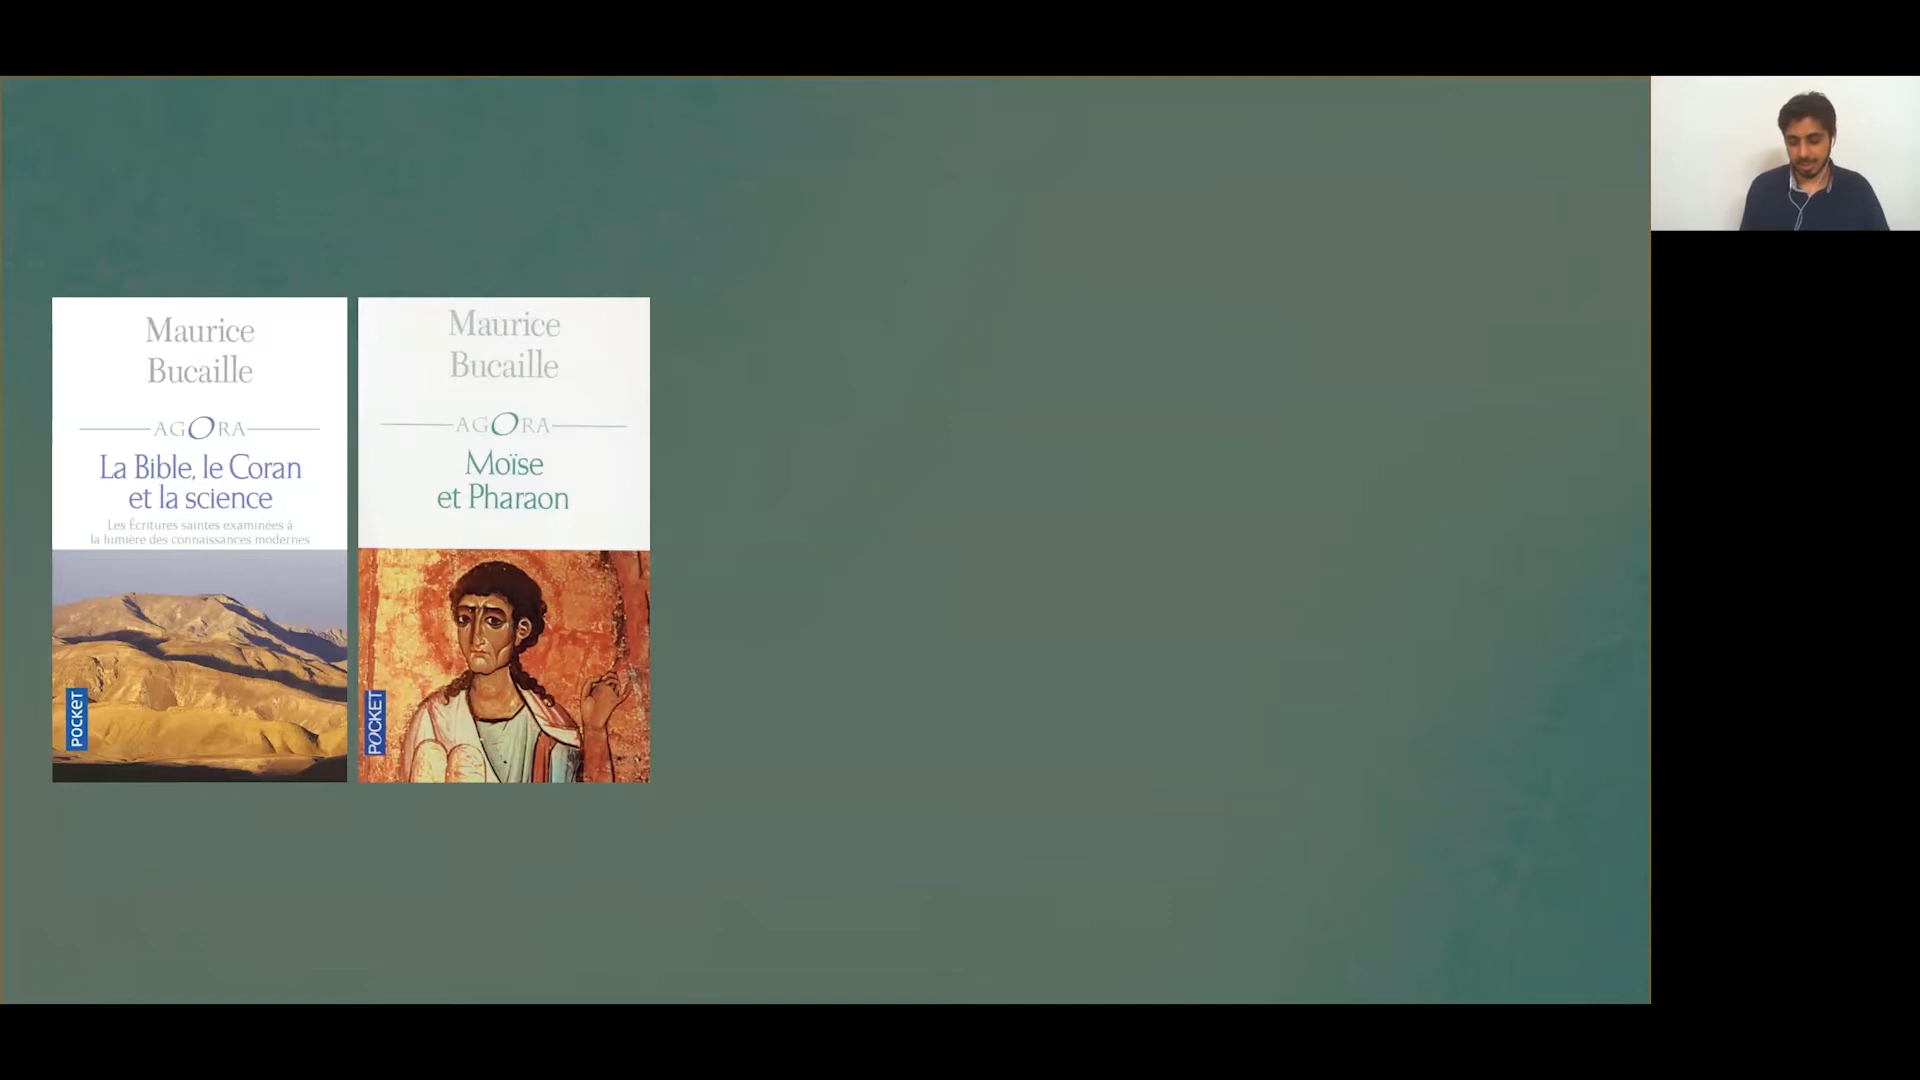 Maurice
Bucaille
AGORA
La Bible, le Coran
et la science
Les Écritures saintes examinées à
la lumière des connaissances modernes
POCKET
Maurice
Bucaille
AGORA
Moïse
et Pharaon
POCKET